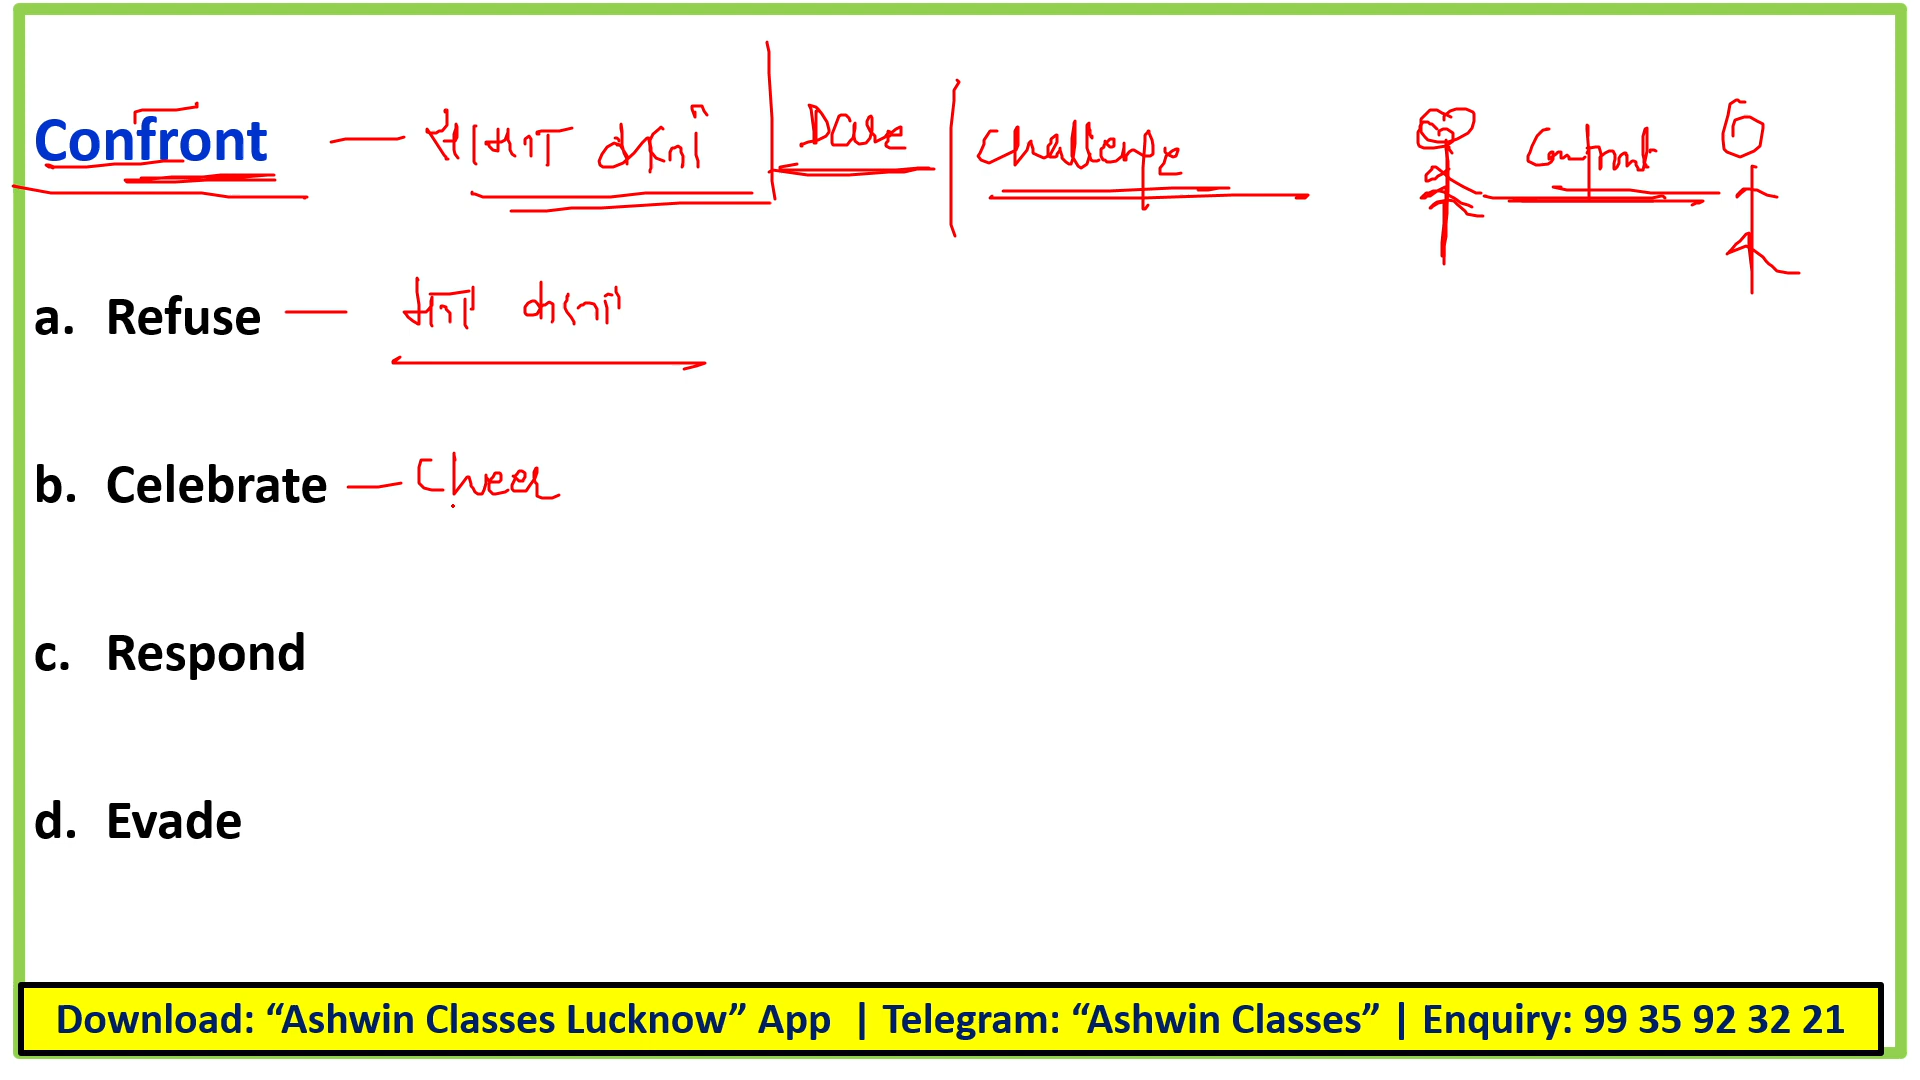 Confront — सामना करना | Dare | Challenge Confront
a. Refuse — मना करना
b. Celebrate — Cheer
c. Respond
d. Evade
Download: “Ashwin Classes Lucknow” App | Telegram: “Ashwin Classes” | Enquiry: 99 35 92 32 21